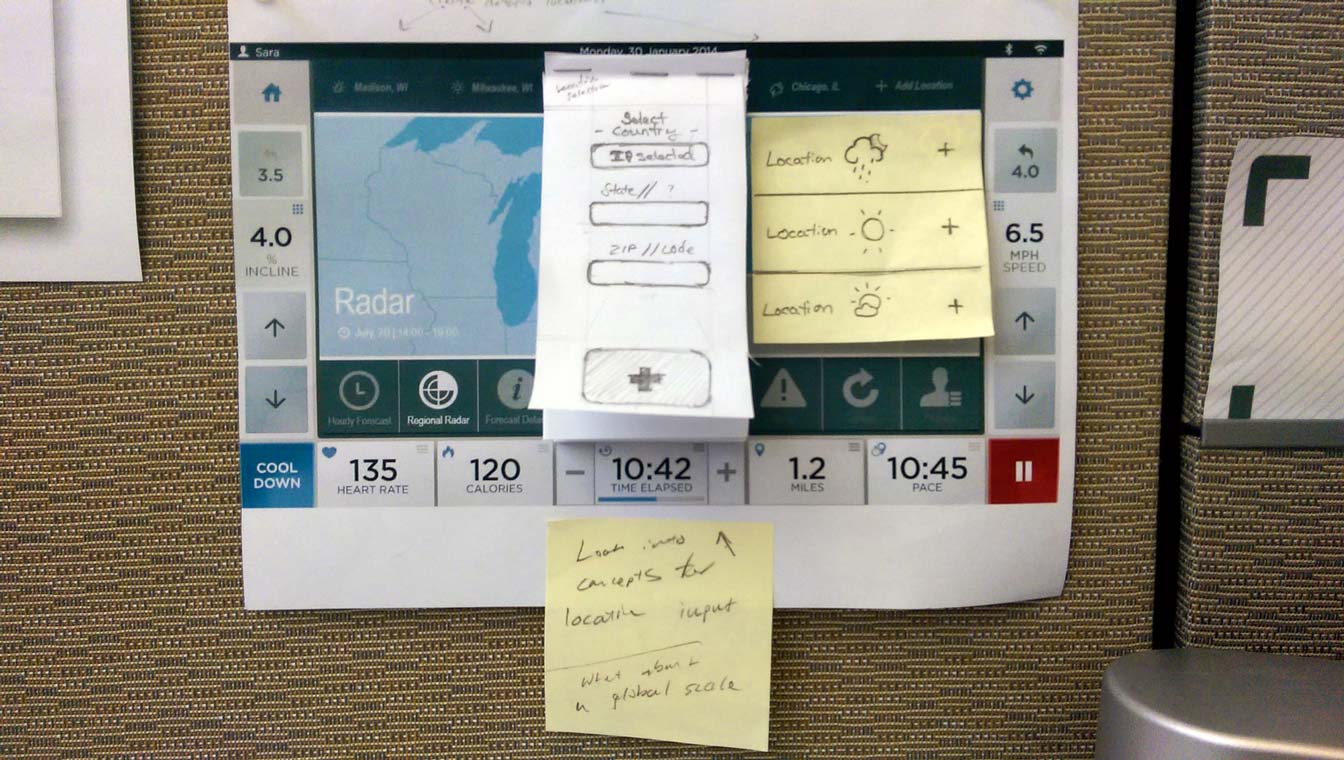 Sara
Monday, 30 January 2014
Madison, WI
Milwaukee, WI
Chicago, IL
+ Add Location
Location
Selection
Select
- Country -
selected
State // ?
ZIP // Code
+
Location +
Location +
Location +
3.5
4.0
4.0
%
INCLINE
6.5
MPH
SPEED
Radar
July, 30 | 14:00 - 19:00
Hourly Forecast
Regional Radar
Forecast
COOL
DOWN
135
HEART RATE
120
CALORIES
−
10:42
TIME ELAPSED
+
1.2
MILES
10:45
PACE
Look into
concepts for
location input
What about
global scale